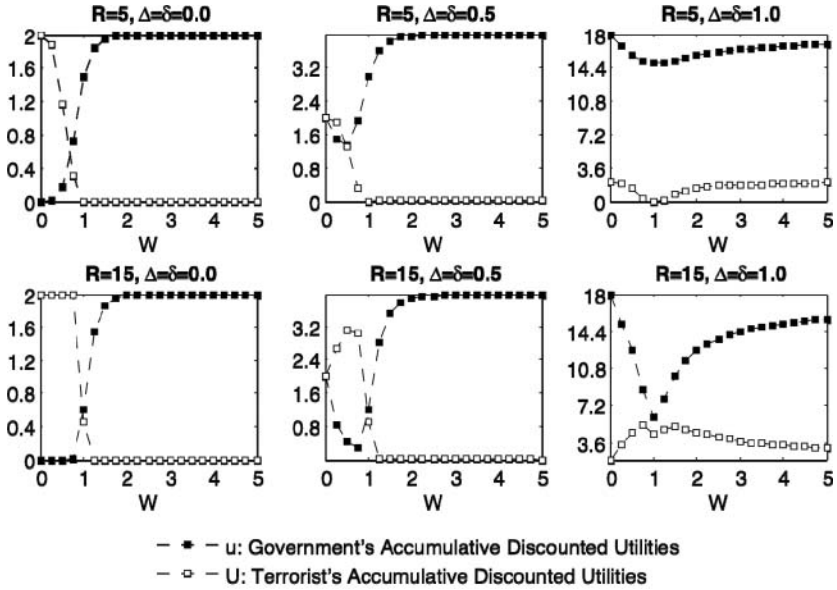 R=5, Δ=δ=0.0
2
1.6
1.2
0.8
0.4
0
0 1 2 3 4 5
W
R=5, Δ=δ=0.5
3.2
2.4
1.6
0.8
0
0 1 2 3 4 5
W
R=5, Δ=δ=1.0
18
14.4
10.8
7.2
3.6
0
0 1 2 3 4 5
W
R=15, Δ=δ=0.0
2
1.6
1.2
0.8
0.4
0
0 1 2 3 4 5
W
R=15, Δ=δ=0.5
3.2
2.4
1.6
0.8
0 1 2 3 4 5
W
R=15, Δ=δ=1.0
18
14.4
10.8
7.2
3.6
0 1 2 3 4 5
W
u: Government's Accumulative Discounted Utilities
U: Terrorist's Accumulative Discounted Utilities